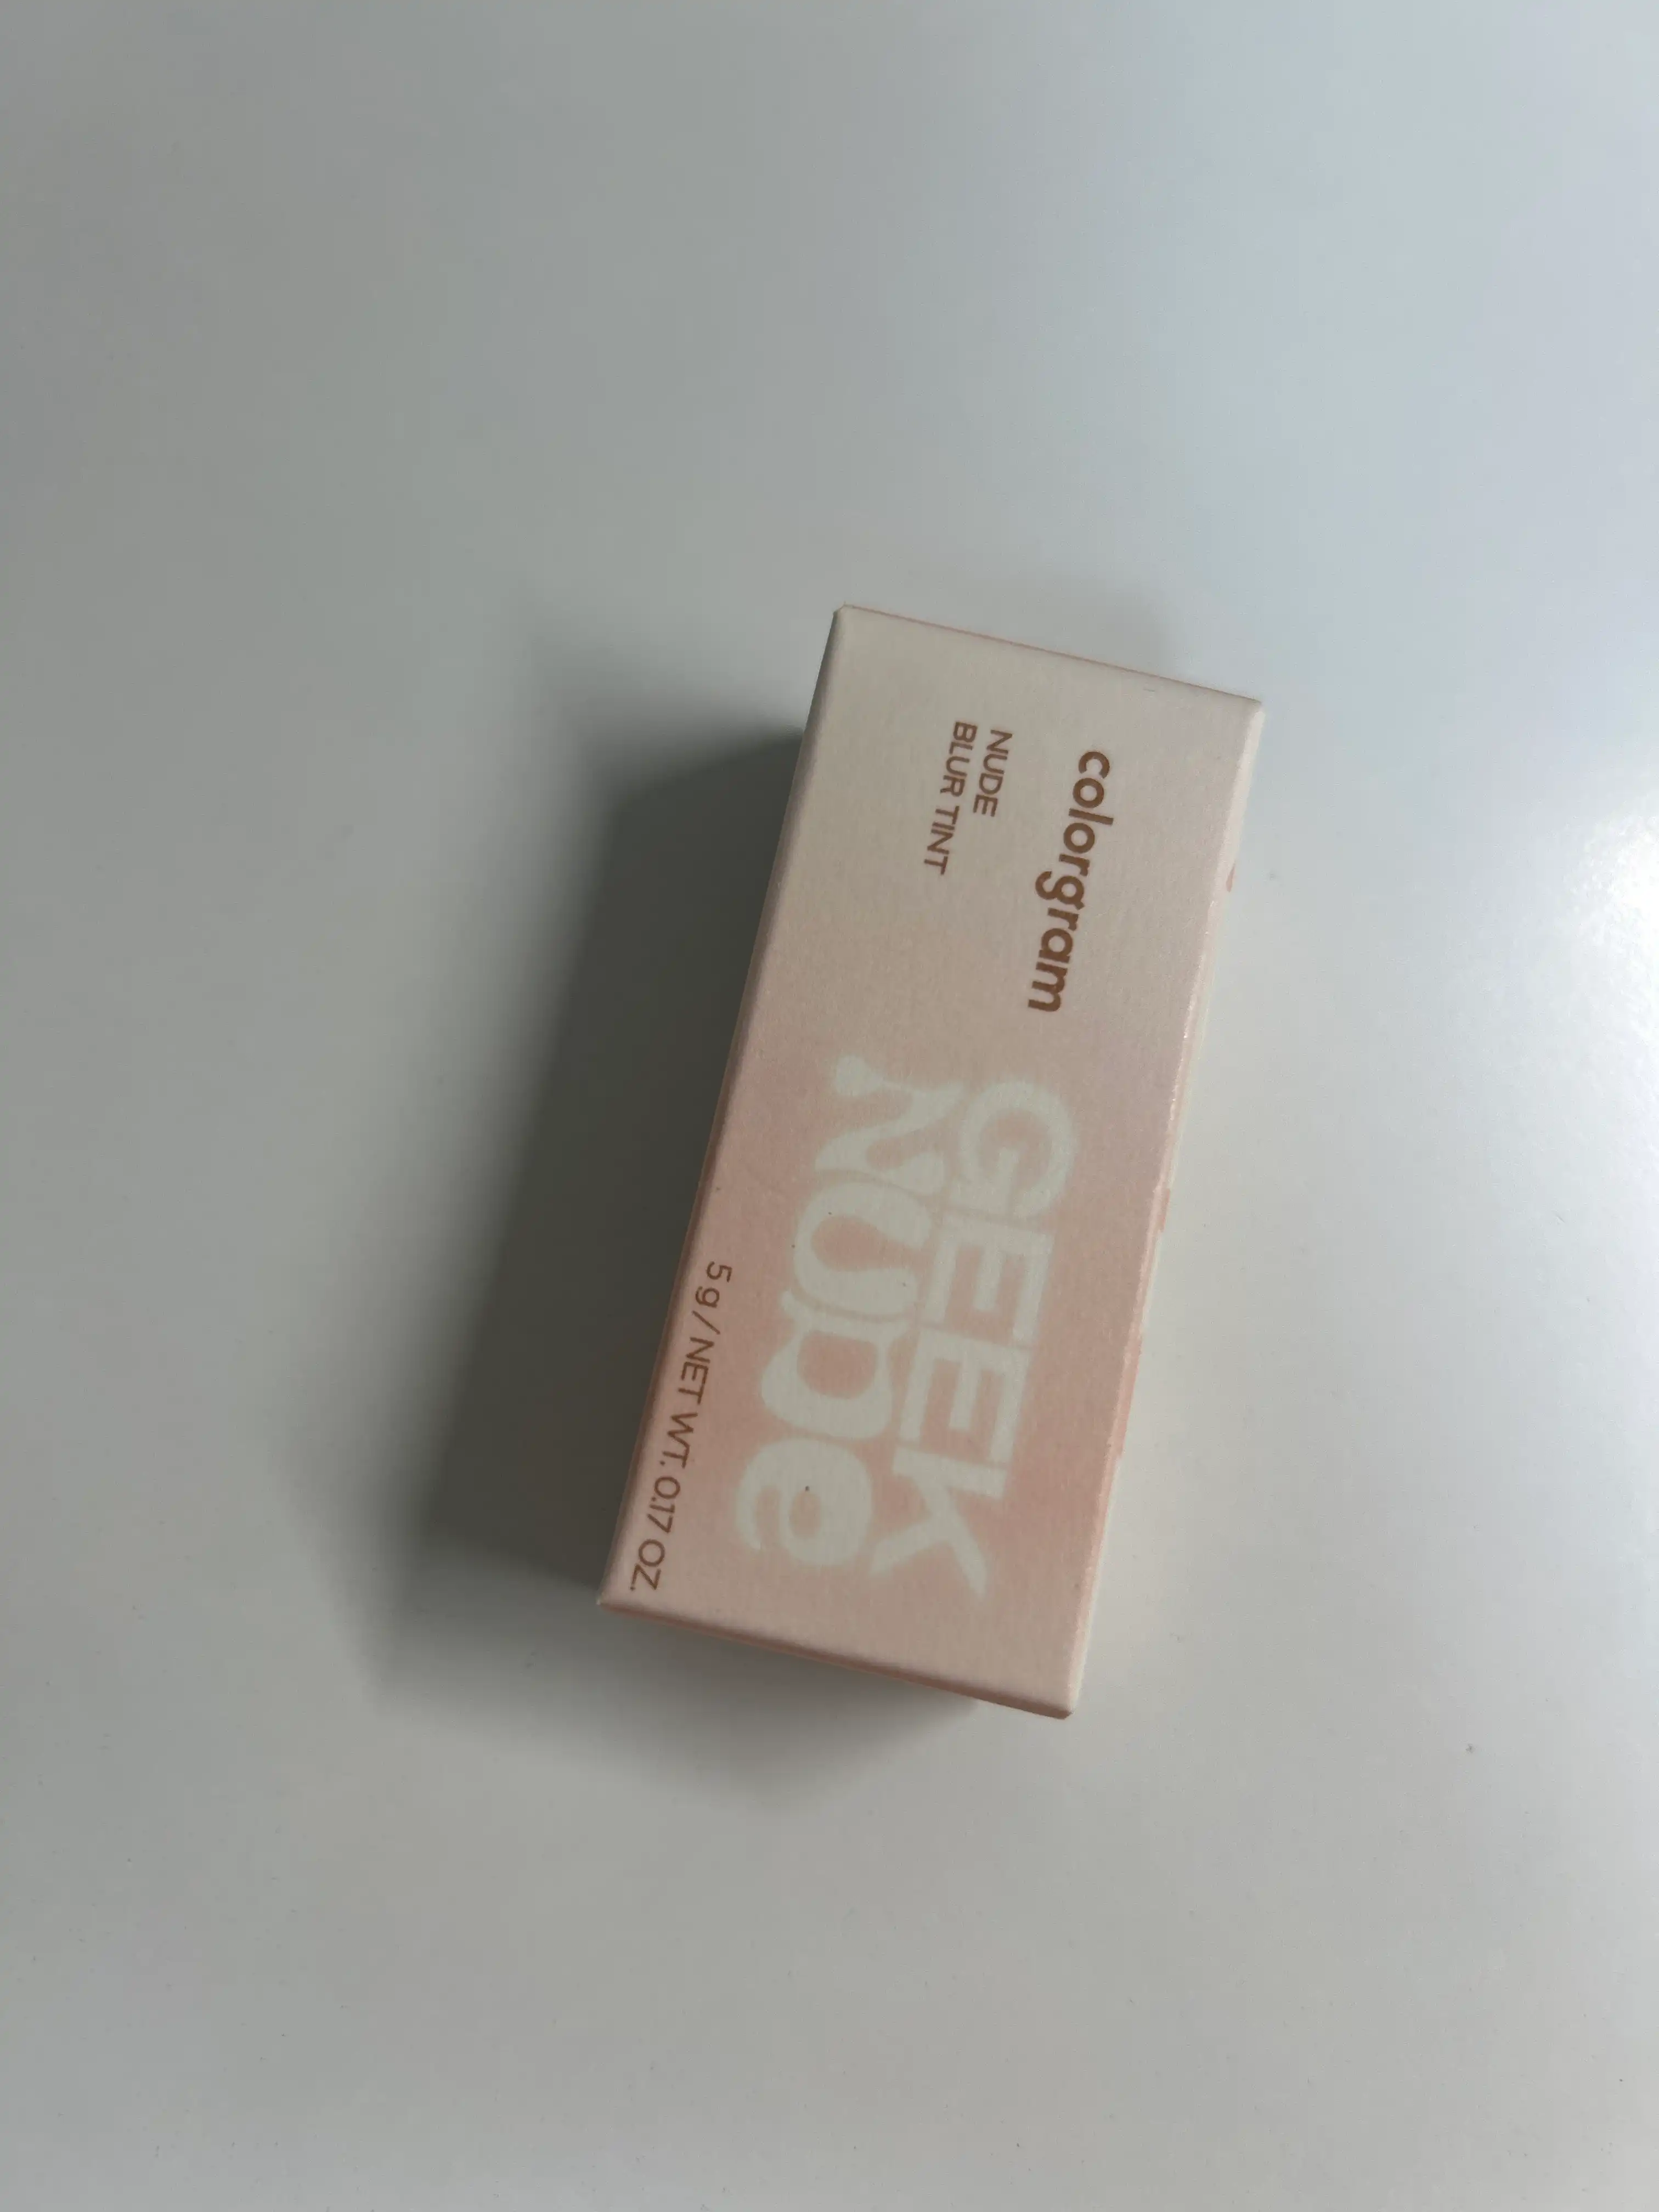 colorgram
NUDE
BLUR TINT
GEEK
NUDe
5 g / NET WT. 0.17 OZ.